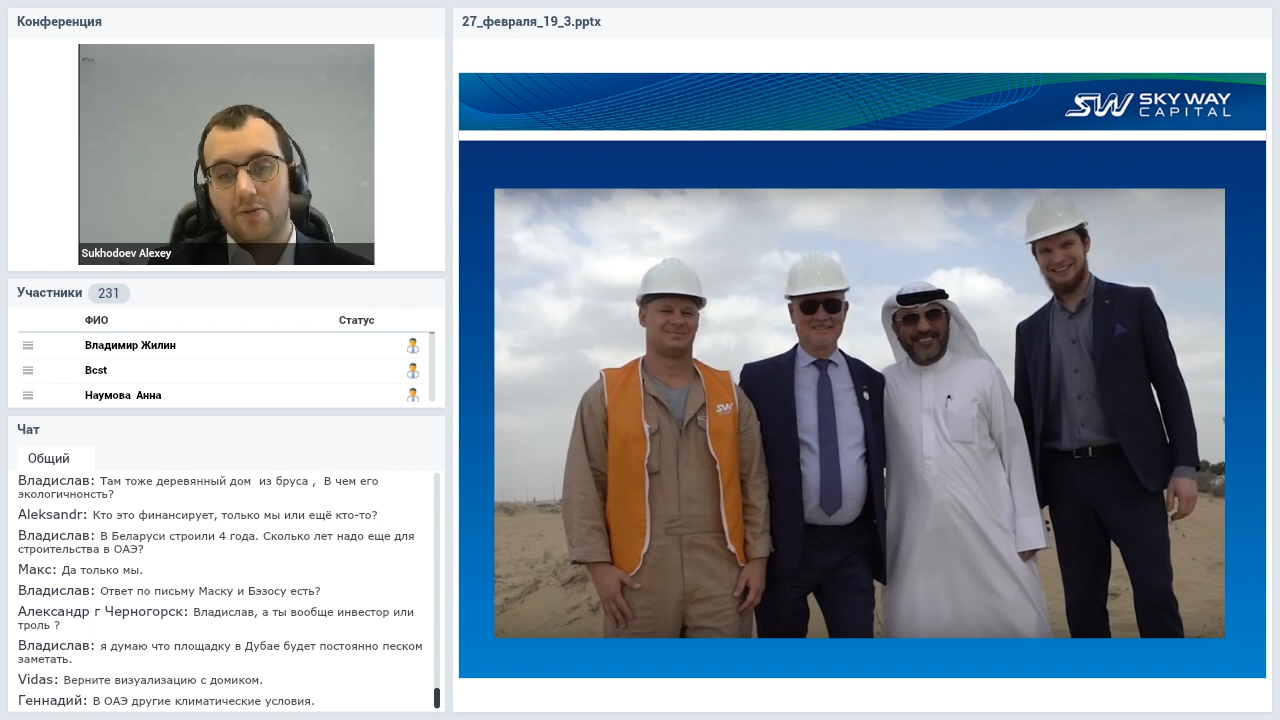 Конференция
Sukhodoev Alexey
Участники 231
ФИО Статус
Владимир Жилин
Bcst
Наумова Анна
Чат
Общий
Владислав: Там тоже деревянный дом из бруса , В чем его
экологичнонсть?
Aleksandr: Кто это финансирует, только мы или ещё кто-то?
Владислав: В Беларуси строили 4 года. Сколько лет надо еще для
строительства в ОАЭ?
Макс: Да только мы.
Владислав: Ответ по письму Маску и Бэзосу есть?
Александр г Черногорск: Владислав, а ты вообще инвестор или
троль ?
Владислав: я думаю что площадку в Дубае будет постоянно песком
заметать.
Vidas: Верните визуализацию с домиком.
Геннадий: В ОАЭ другие климатические условия.
27_февраля_19_3.pptx
SW SKY WAY
CAPITAL
SW